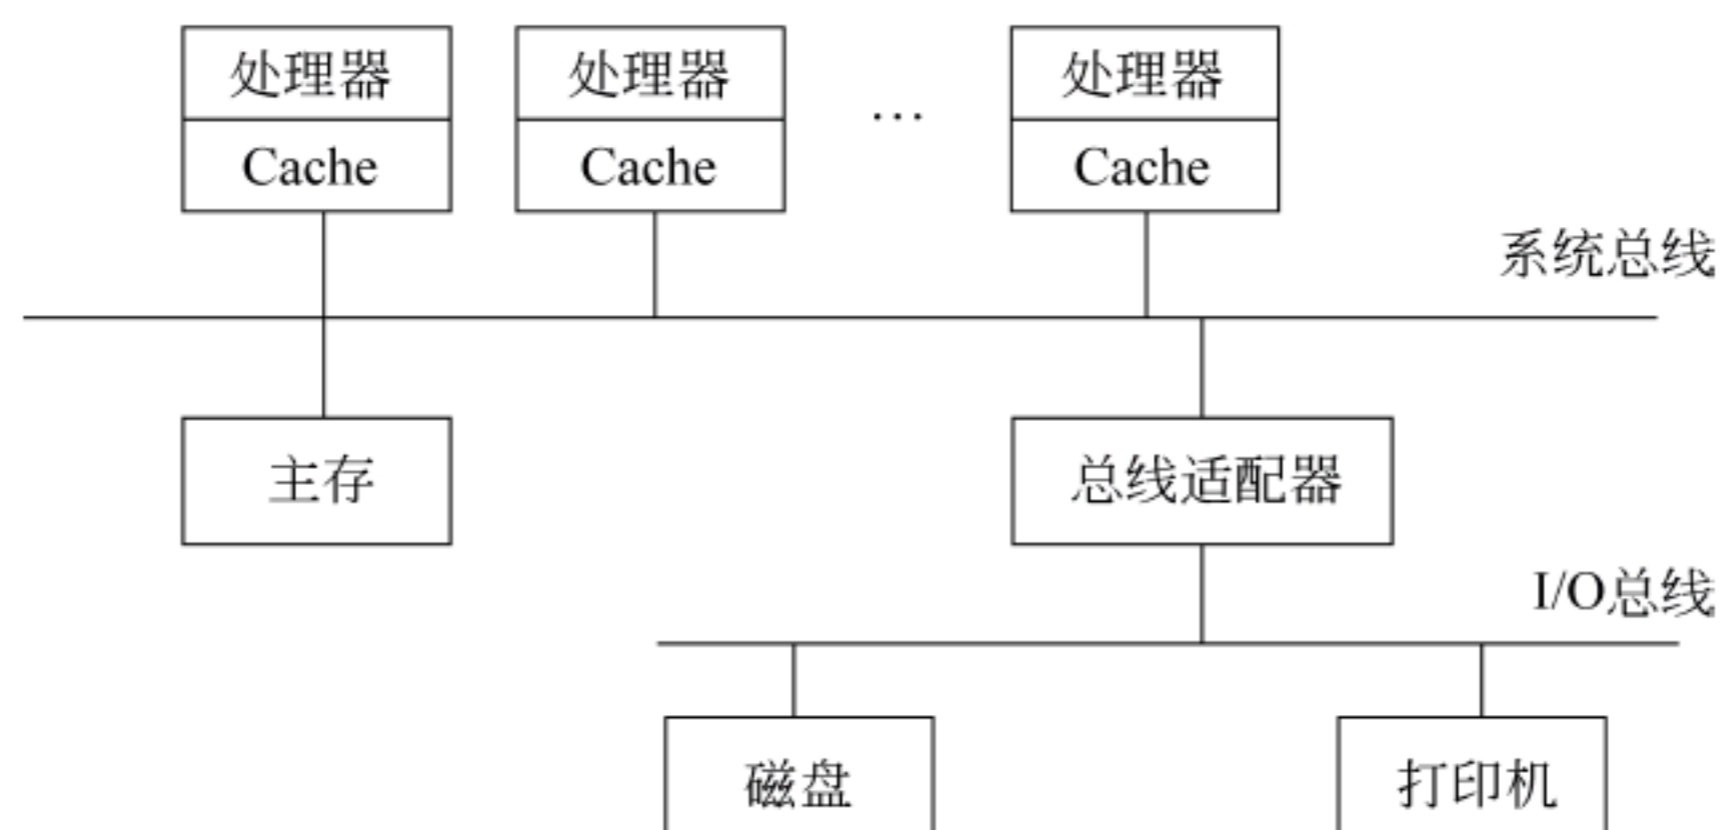 处理器 处理器 … 处理器
Cache Cache Cache
系统总线
主存 总线适配器
I/O总线
磁盘 打印机